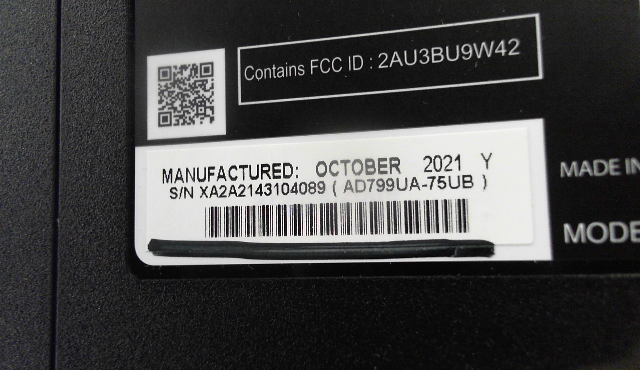 Contains FCC ID : 2AU3BU9W42
MANUFACTURED: OCTOBER 2021 Y
S/N XA2A2143104089 ( AD799UA-75UB )
MADE IN
MODE